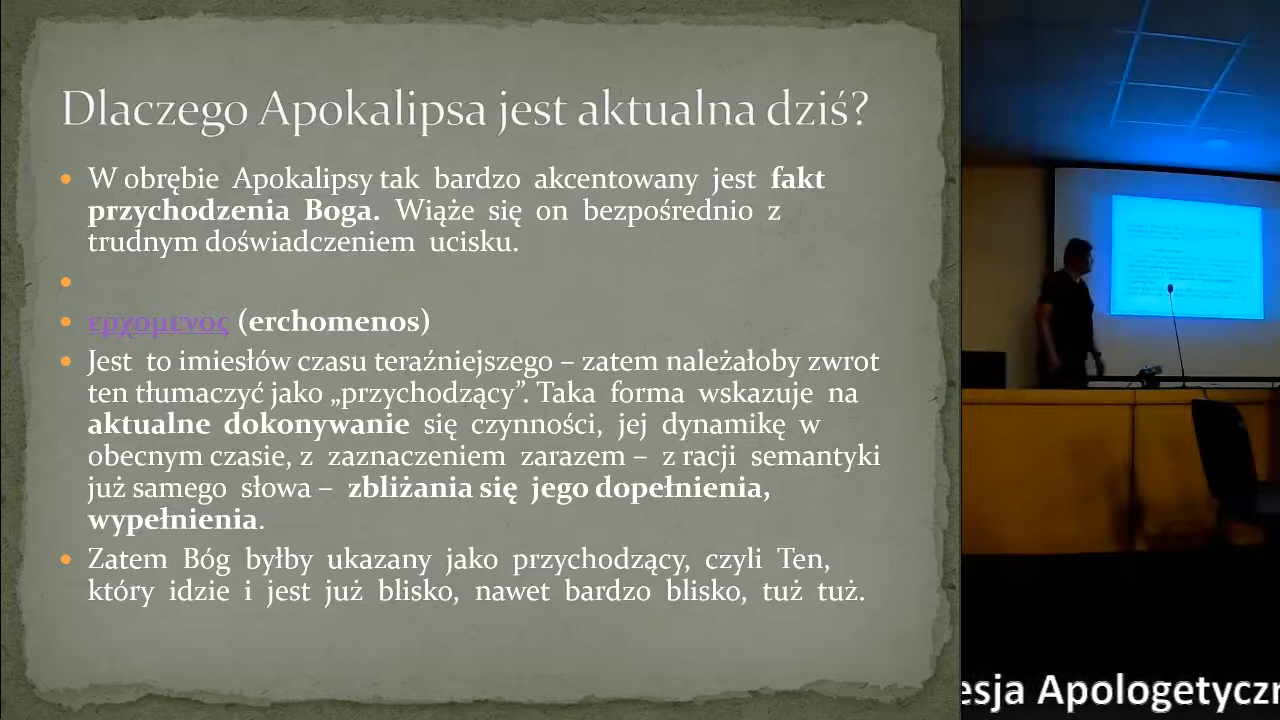 Dlaczego Apokalipsa jest aktualna dziś?
W obrębie Apokalipsy tak bardzo akcentowany jest fakt
przychodzenia Boga. Wiąże się on bezpośrednio z
trudnym doświadczeniem ucisku.
ερχομενος (erchomenos)
Jest to imiesłów czasu teraźniejszego – zatem należałoby zwrot
ten tłumaczyć jako „przychodzący”. Taka forma wskazuje na
aktualne dokonywanie się czynności, jej dynamikę w
obecnym czasie, z zaznaczeniem zarazem – z racji semantyki
już samego słowa – zbliżania się jego dopełnienia,
wypełnienia.
Zatem Bóg byłby ukazany jako przychodzący, czyli Ten,
który idzie i jest już blisko, nawet bardzo blisko, tuż tuż.
esja Apologetyczn